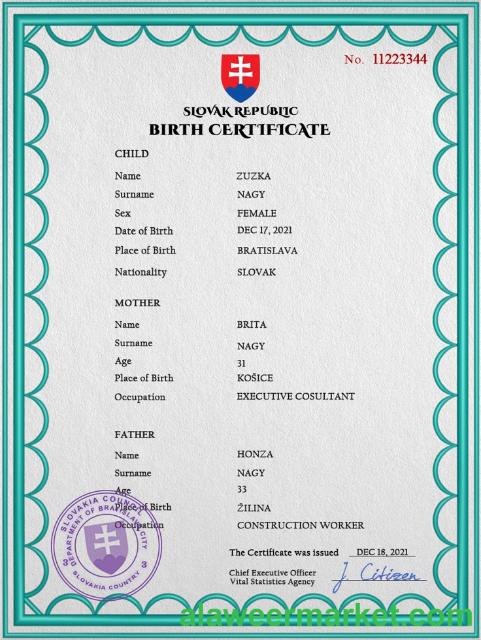 No. 11223344
SLOVAK REPUBLIC
BIRTH CERTIFICATE
CHILD
Name ZUZKA
Surname NAGY
Sex FEMALE
Date of Birth DEC 17, 2021
Place of Birth BRATISLAVA
Nationality SLOVAK
MOTHER
Name BRITA
Surname NAGY
Age 31
Place of Birth KOŠICE
Occupation EXECUTIVE COSULTANT
FATHER
Name HONZA
Surname NAGY
Age 33
Place of Birth ŽILINA
Occupation CONSTRUCTION WORKER
SLOVAKIA COUNCIL
DEPARTMENT OF BRATISLAVA CITY
3 3
SLOVAKIA COUNTRY
The Certificate was issued DEC 18, 2021
Chief Executive Officer
Vital Statistics Agency
J. Citizen
alaweermarket.com